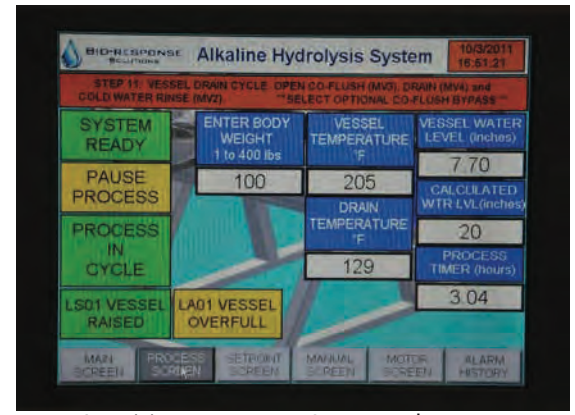 BIO-RESPONSE
SOLUTIONS
Alkaline Hydrolysis System
10/3/2011
16:51:21
STEP 11: VESSEL DRAIN CYCLE. OPEN CO-FLUSH (MV3), DRAIN (MV4) and
COLD WATER RINSE (MV2). **SELECT OPTIONAL CO-FLUSH BYPASS**
SYSTEM
READY
PAUSE
PROCESS
PROCESS
IN
CYCLE
LS01 VESSEL
RAISED
LA01 VESSEL
OVERFULL
ENTER BODY
WEIGHT
1 to 400 lbs
100
VESSEL
TEMPERATURE
°F
205
DRAIN
TEMPERATURE
°F
129
VESSEL WATER
LEVEL (inches)
7.70
CALCULATED
WTR LVL(inches)
20
PROCESS
TIMER (hours)
3.04
MAIN
SCREEN
PROCESS
SCREEN
SETPOINT
SCREEN
MANUAL
SCREEN
MOTOR
SCREEN
ALARM
HISTORY